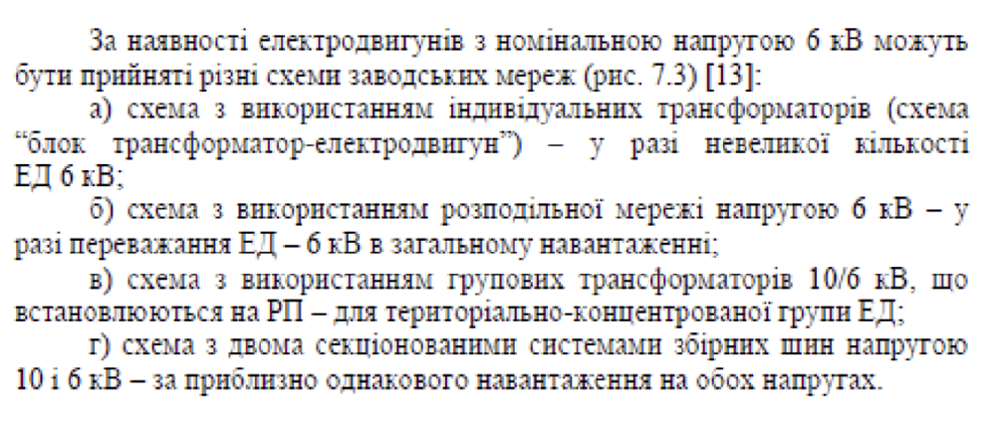 За наявності електродвигунів з номінальною напругою 6 кВ можуть
бути прийняті різні схеми заводських мереж (рис. 7.3) [13]:
а) схема з використанням індивідуальних трансформаторів (схема
“блок трансформатор-електродвигун”) – у разі невеликої кількості
ЕД 6 кВ;
б) схема з використанням розподільної мережі напругою 6 кВ – у
разі переважання ЕД – 6 кВ в загальному навантаженні;
в) схема з використанням групових трансформаторів 10/6 кВ, що
встановлюються на РП – для територіально-концентрованої групи ЕД;
г) схема з двома секціонованими системами збірних шин напругою
10 і 6 кВ – за приблизно однакового навантаження на обох напругах.